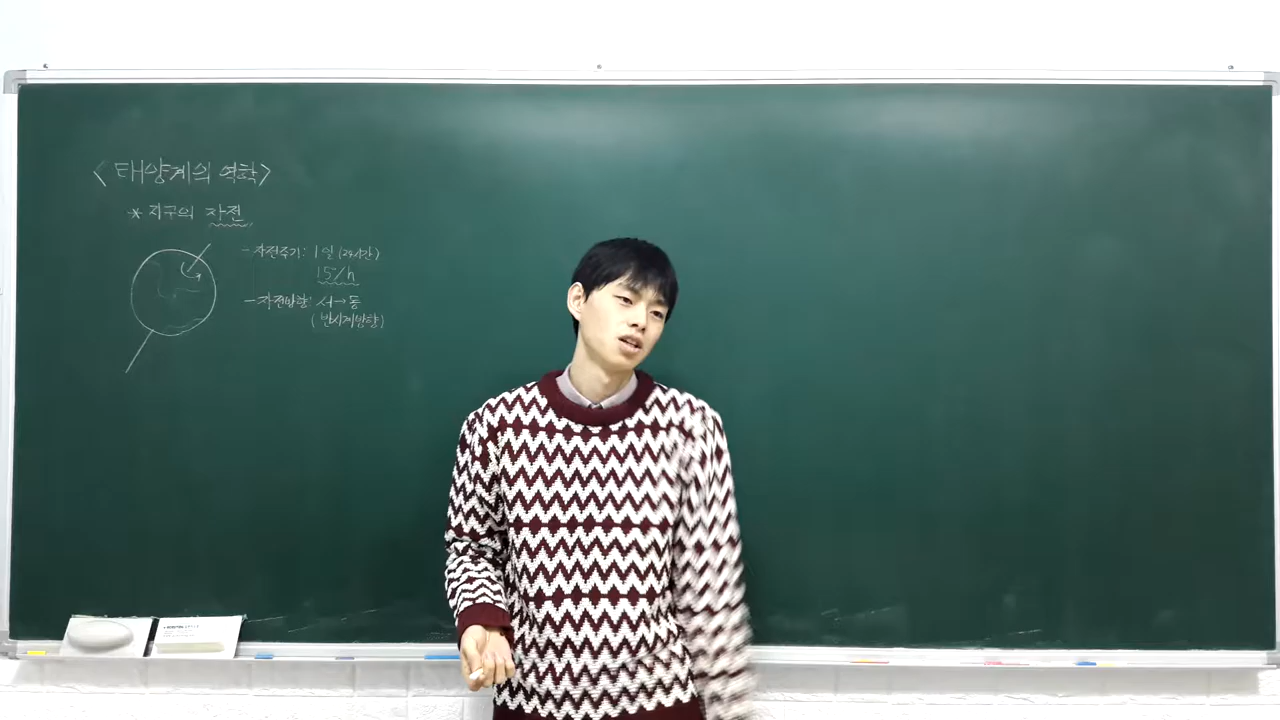 <태양계의 역학>
* 지구의 자전
- 자전주기: 1일 (24시간)
15°/h
- 자전방향: 서→동
(반시계방향)